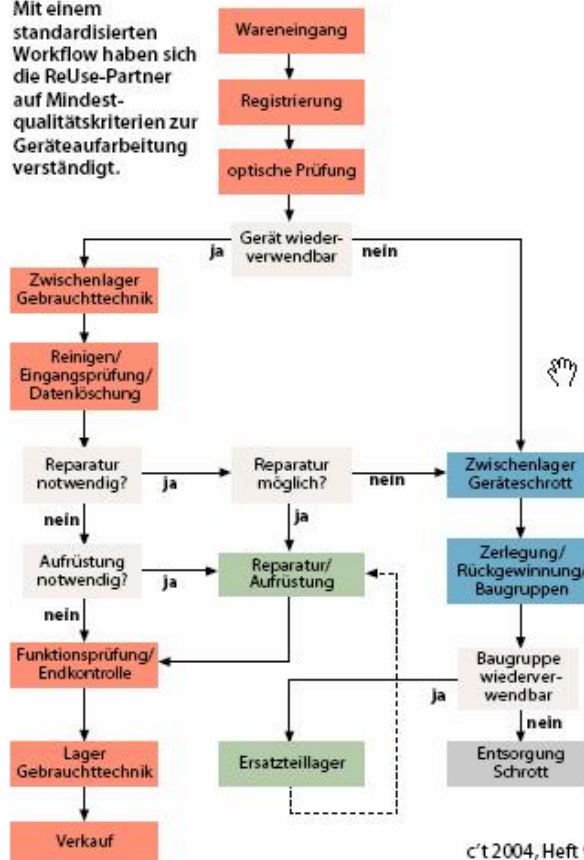 Mit einem
standardisierten
Workflow haben sich
die ReUse-Partner
auf Mindest-
qualitätskriterien zur
Geräteaufarbeitung
verständigt.
Wareneingang
Registrierung
optische Prüfung
Gerät wieder-
verwendbar
ja
nein
Zwischenlager
Gebrauchttechnik
Reinigen/
Eingangsprüfung/
Datenlöschung
Reparatur
notwendig?
ja
Reparatur
möglich?
nein
Zwischenlager
Geräteschrott
nein
ja
Aufrüstung
notwendig?
ja
Reparatur/
Aufrüstung
Zerlegung/
Rückgewinnung/
Baugruppen
nein
Funktionsprüfung/
Endkontrolle
Baugruppe
wiederver-
wendbar
ja
nein
Lager
Gebrauchttechnik
Ersatzteillager
Entsorgung
Schrott
Verkauf
c't 2004, Heft